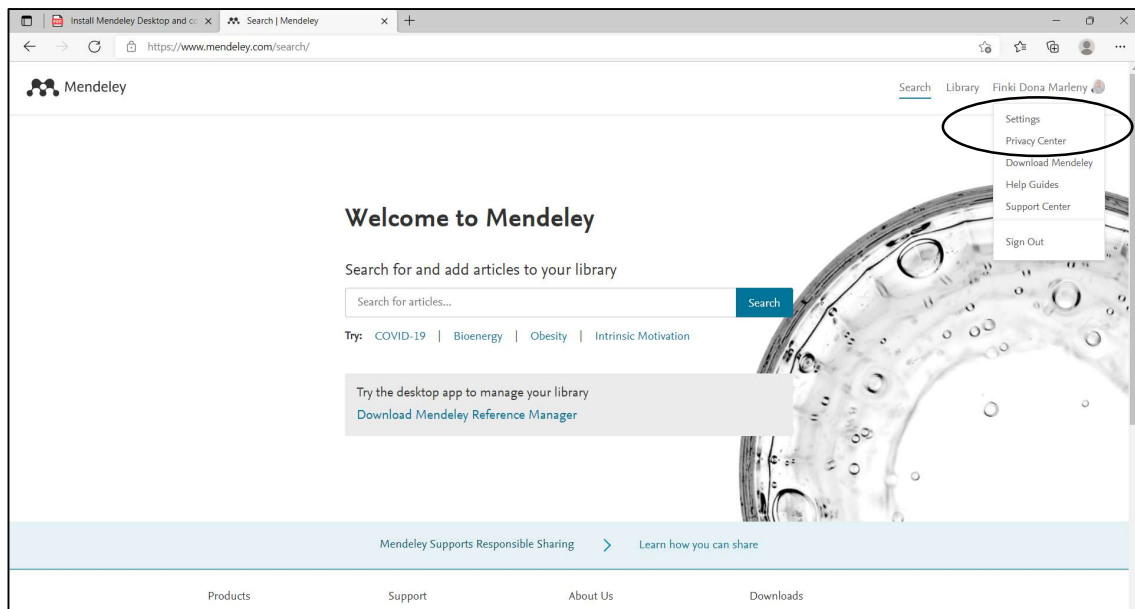 Install Mendeley Desktop and co
Search | Mendeley
https://www.mendeley.com/search/
Mendeley
Search Library Finki Dona Marleny
Settings
Privacy Center
Download Mendeley
Help Guides
Support Center
Sign Out
Welcome to Mendeley
Search for and add articles to your library
Search for articles... Search
Try: COVID-19 | Bioenergy | Obesity | Intrinsic Motivation
Try the desktop app to manage your library
Download Mendeley Reference Manager
Mendeley Supports Responsible Sharing > Learn how you can share
Products Support About Us Downloads